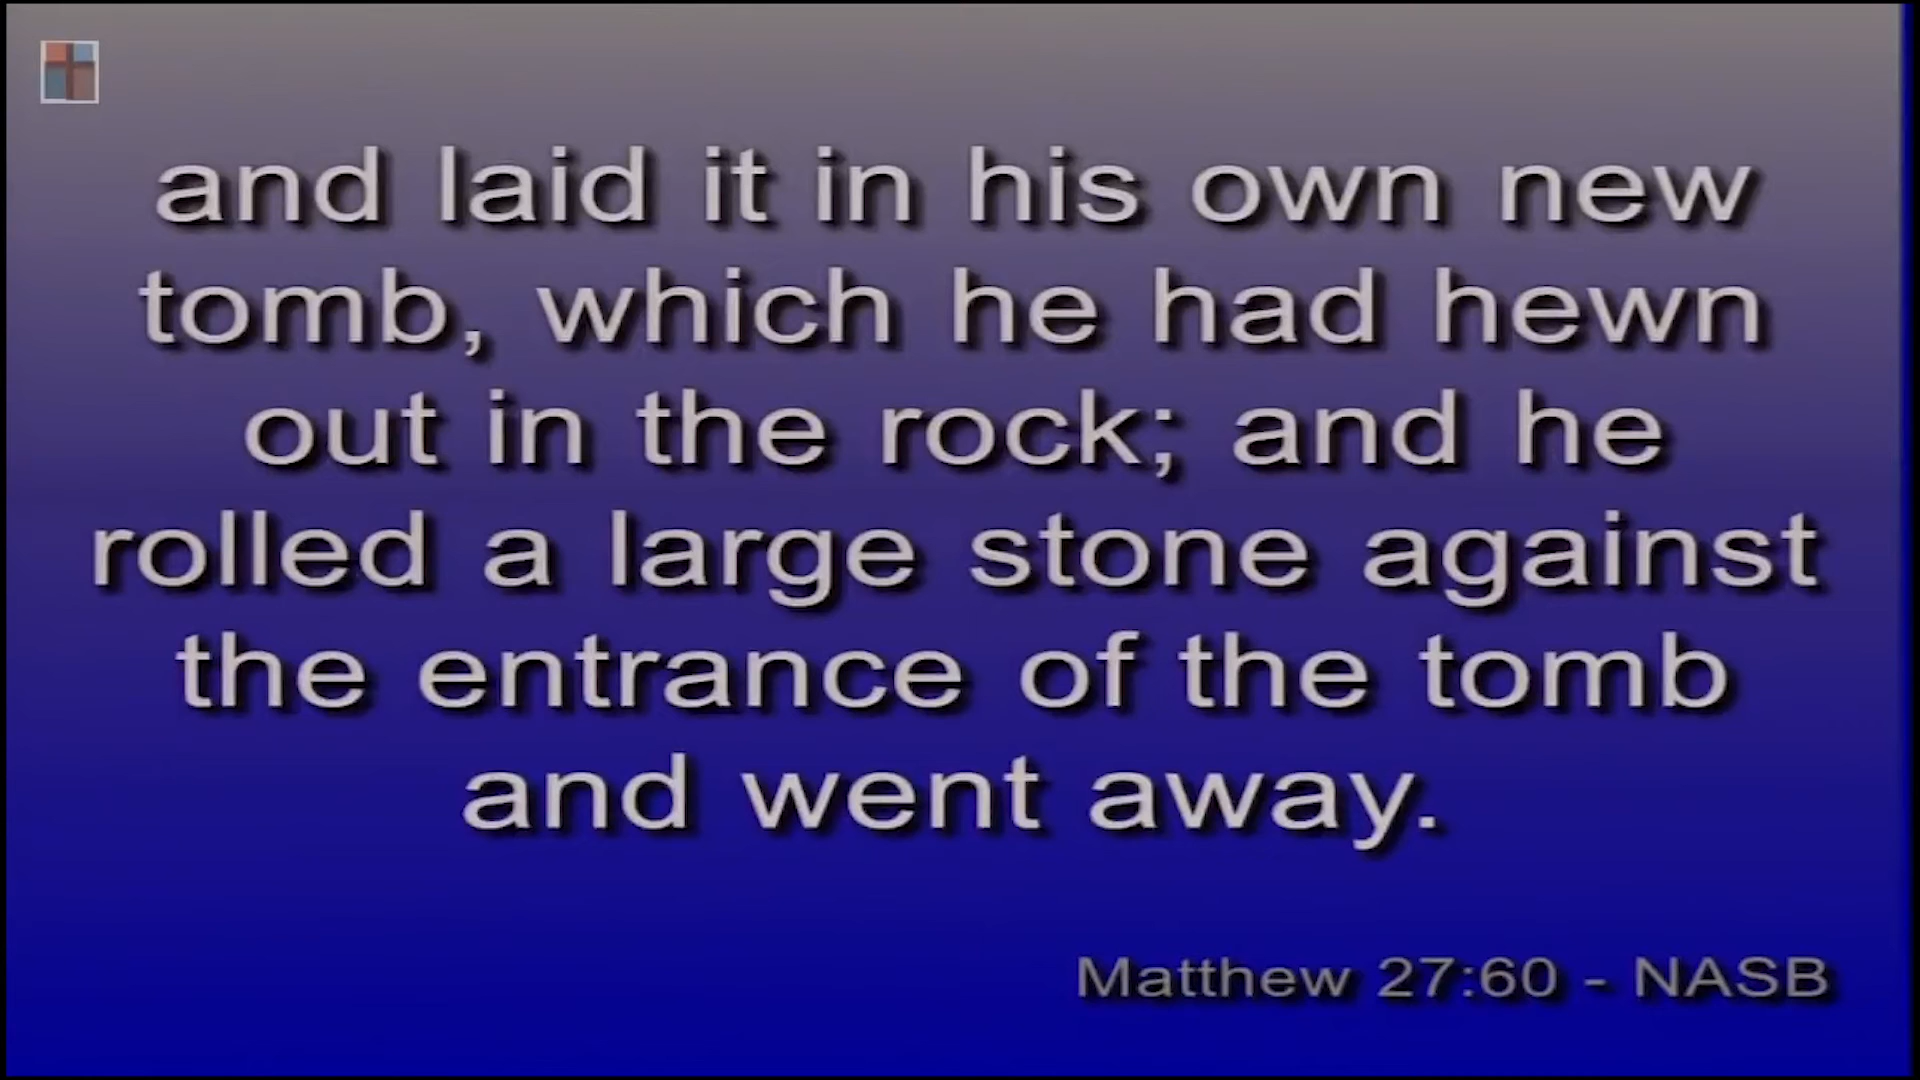 and laid it in his own new
tomb, which he had hewn
out in the rock; and he
rolled a large stone against
the entrance of the tomb
and went away.
Matthew 27:60 - NASB